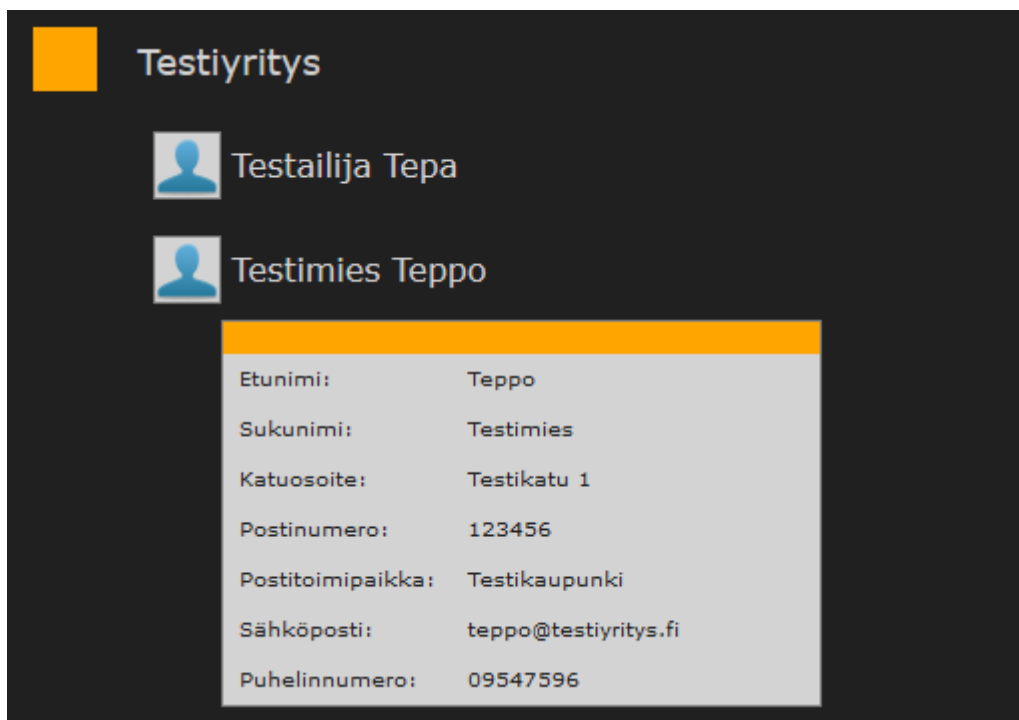 Testiyritys
Testailija Tepa
Testimies Teppo
Etunimi: Teppo
Sukunimi: Testimies
Katuosoite: Testikatu 1
Postinumero: 123456
Postitoimipaikka: Testikaupunki
Sähköposti: teppo@testiyritys.fi
Puhelinnumero: 09547596